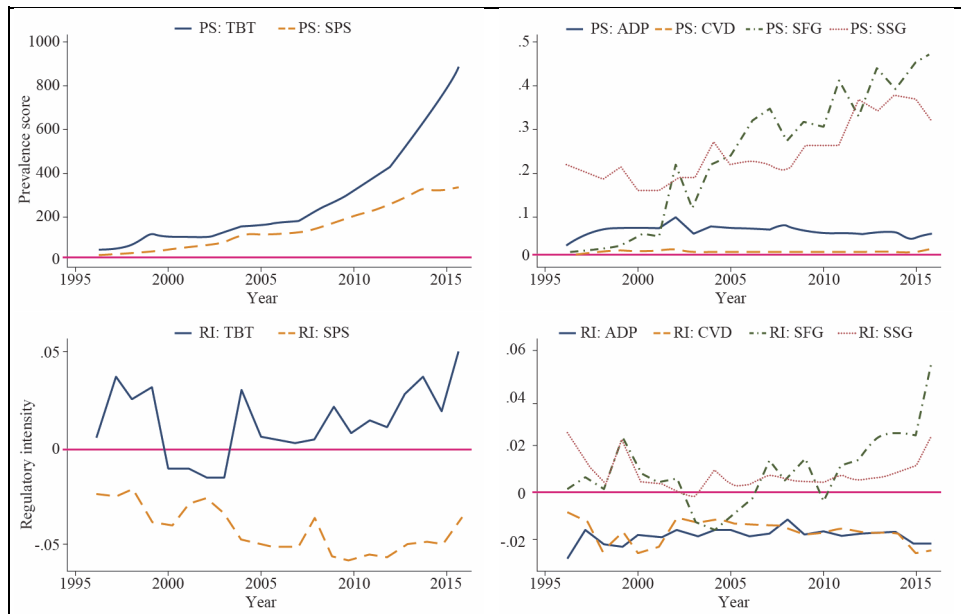 PS: TBT PS: SPS
1000
800
600
400
200
0
Prevalence score
1995 2000 2005 2010 2015
Year
PS: ADP PS: CVD PS: SFG PS: SSG
.5
.4
.3
.2
.1
0
1995 2000 2005 2010 2015
Year
RI: TBT RI: SPS
.05
0
-.05
Regulatory intensity
1995 2000 2005 2010 2015
Year
RI: ADP RI: CVD RI: SFG RI: SSG
.06
.04
.02
0
-.02
1995 2000 2005 2010 2015
Year